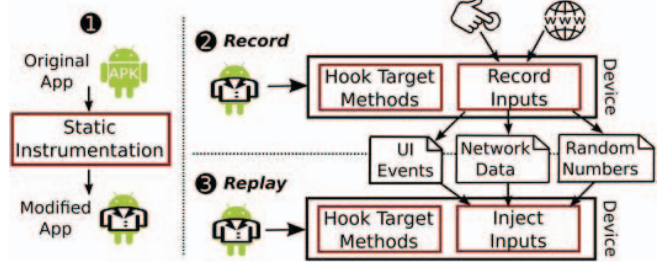 ❶
Original
App
APK
Static
Instrumentation
Modified
App
❷ Record
www
Hook Target
Methods
Record
Inputs
Device
UI
Events
Network
Data
Random
Numbers
❸ Replay
Hook Target
Methods
Inject
Inputs
Device